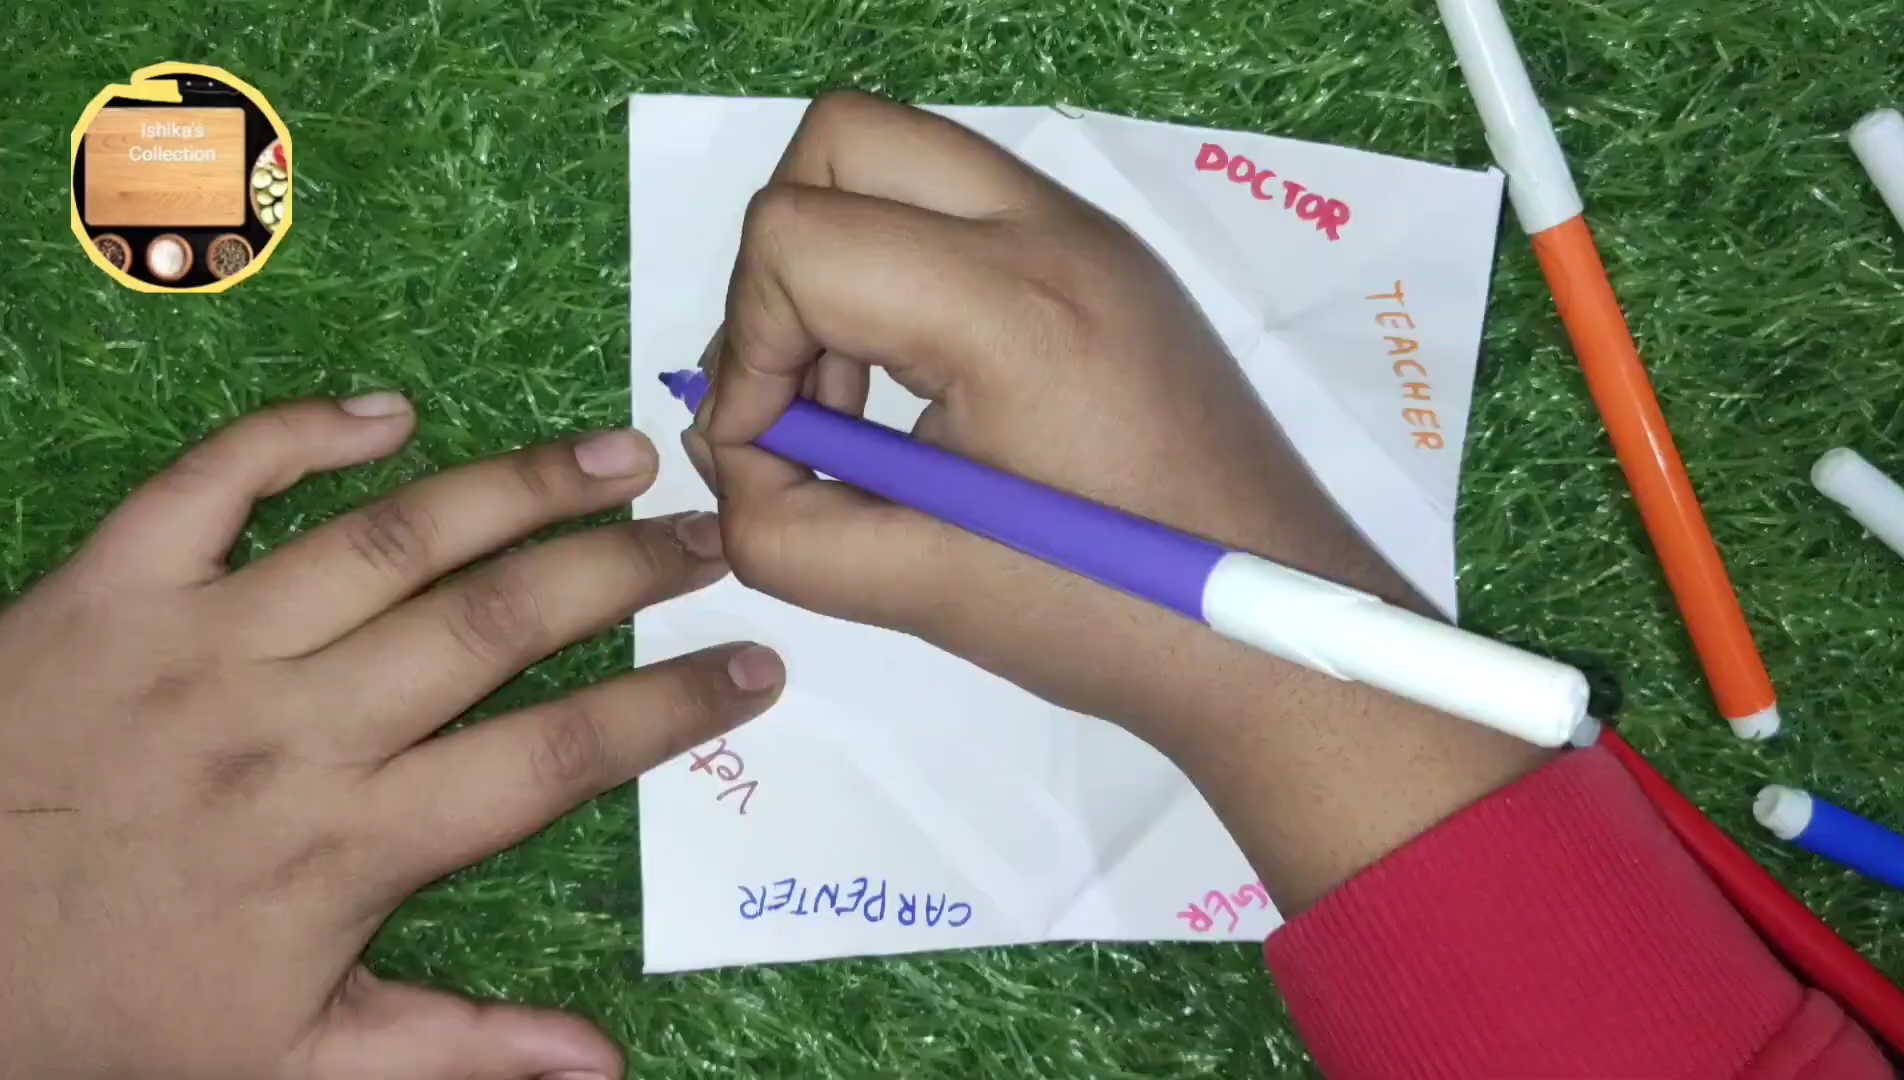 Ishika's
Collection
DOCTOR
TEACHER
Vet
CARPENTER